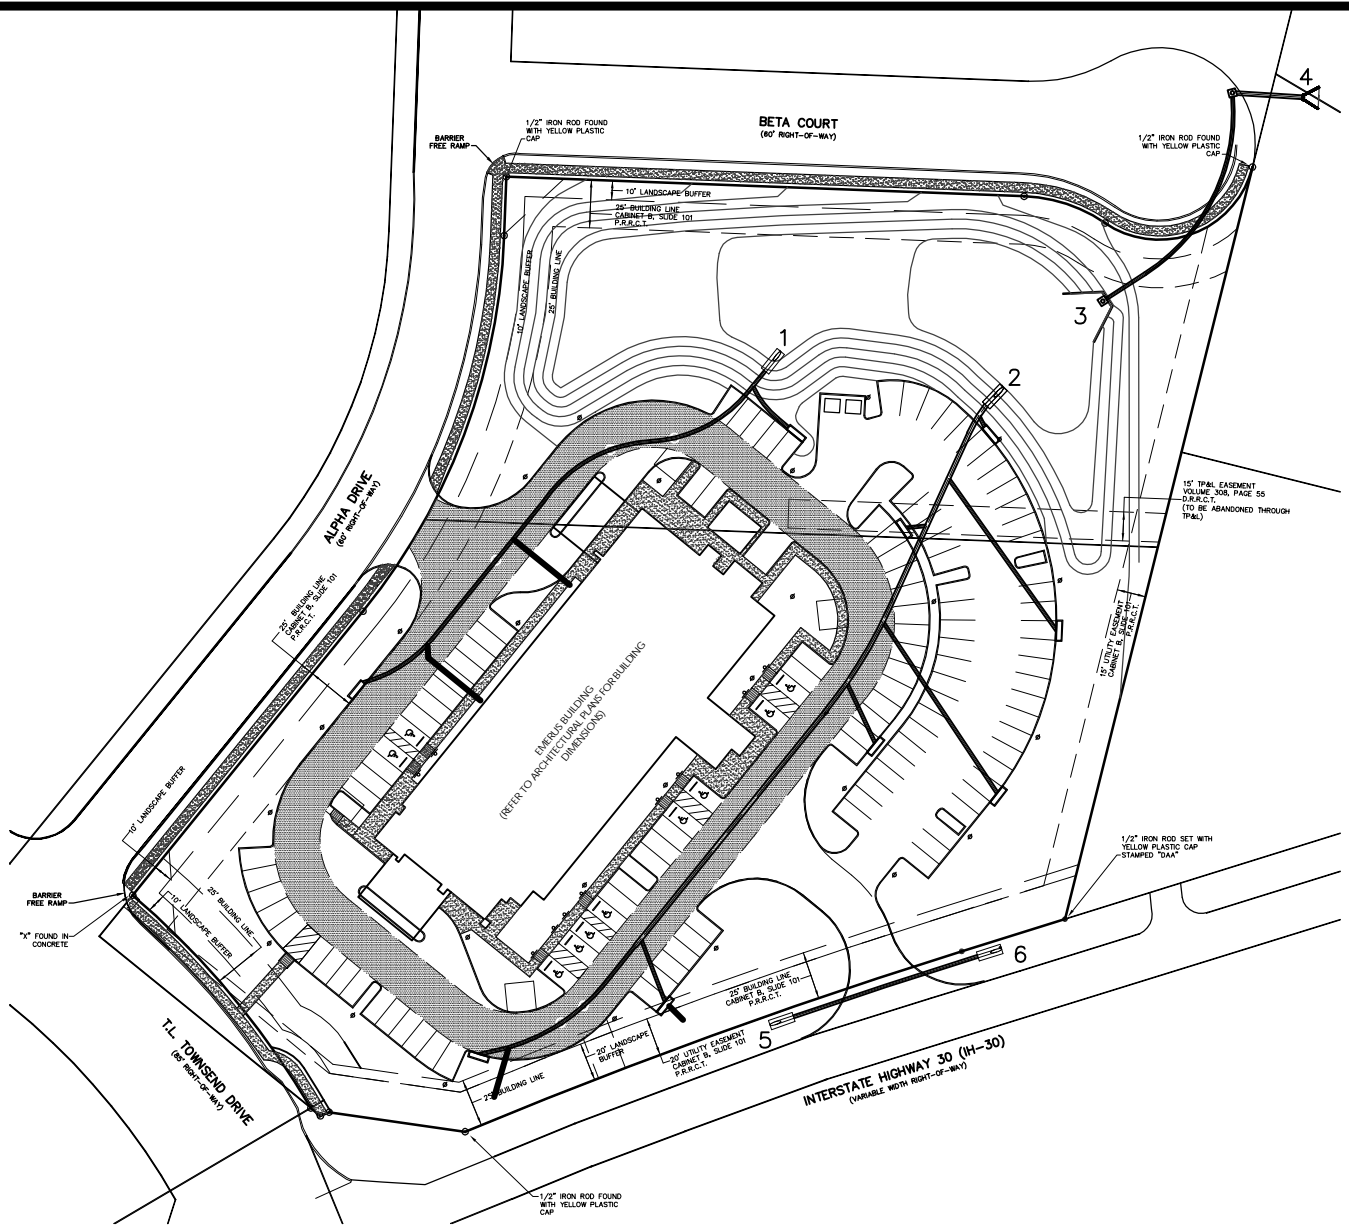 4
BETA COURT
(60' RIGHT-OF-WAY)
1/2" IRON ROD FOUND
WITH YELLOW PLASTIC
CAP
BARRIER
FREE RAMP
1/2" IRON ROD FOUND
WITH YELLOW PLASTIC
CAP
10' LANDSCAPE BUFFER
25' BUILDING LINE
CABINET B, SLIDE 101
P.R.R.C.T.
10' LANDSCAPE BUFFER
25' BUILDING LINE
3
1
2
ALPHA DRIVE
(60' RIGHT-OF-WAY)
15' TP&L EASEMENT
VOLUME 308, PAGE 55
D.R.R.C.T.
(TO BE ABANDONED THROUGH
TP&L)
25' BUILDING LINE
CABINET B, SLIDE 101
P.R.R.C.T.
15' UTILITY EASEMENT
CABINET B, SLIDE 101
P.R.R.C.T.
EMERUS BUILDING
(REFER TO ARCHITECTURAL PLANS FOR BUILDING
DIMENSIONS)
10' LANDSCAPE BUFFER
1/2" IRON ROD SET WITH
YELLOW PLASTIC CAP
STAMPED "DAA"
BARRIER
FREE RAMP
"X" FOUND IN
CONCRETE
25' BUILDING LINE
10' LANDSCAPE BUFFER
6
25' BUILDING LINE
CABINET B, SLIDE 101
P.R.R.C.T.
5
20' LANDSCAPE
BUFFER
20' UTILITY EASEMENT
CABINET B, SLIDE 101
P.R.R.C.T.
25' BUILDING LINE
T.L. TOWNSEND DRIVE
(85' RIGHT-OF-WAY)
INTERSTATE HIGHWAY 30 (IH-30)
(VARIABLE WIDTH RIGHT-OF-WAY)
1/2" IRON ROD FOUND
WITH YELLOW PLASTIC
CAP